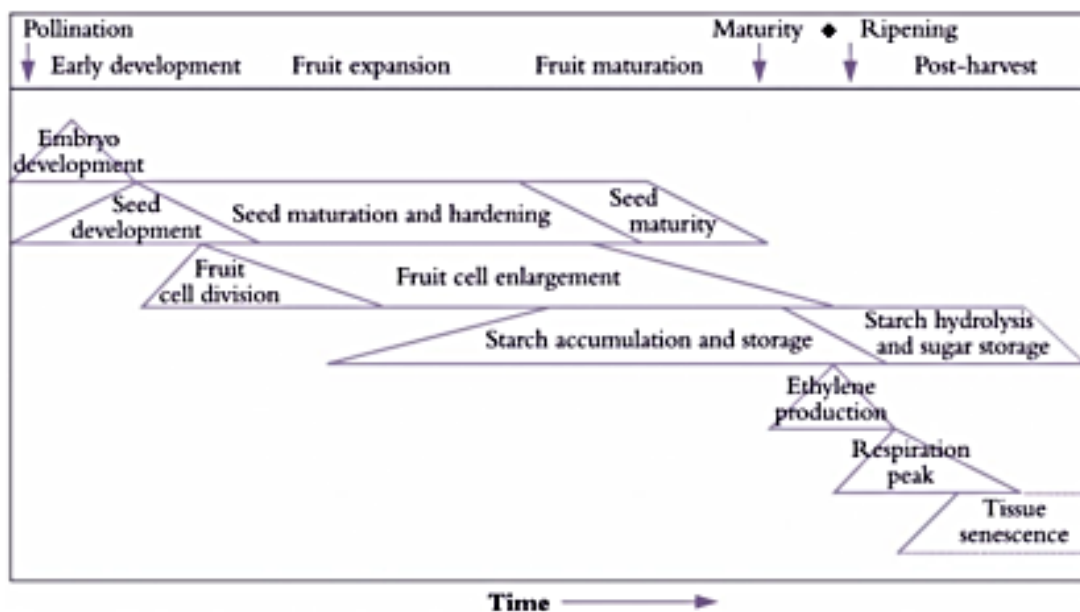 Pollination
Maturity ◆ Ripening
Early development
Fruit expansion
Fruit maturation
Post-harvest
Embryo
development
Seed
development
Seed maturation and hardening
Seed
maturity
Fruit
cell division
Fruit cell enlargement
Starch accumulation and storage
Starch hydrolysis
and sugar storage
Ethylene
production
Respiration
peak
Tissue
senescence
Time